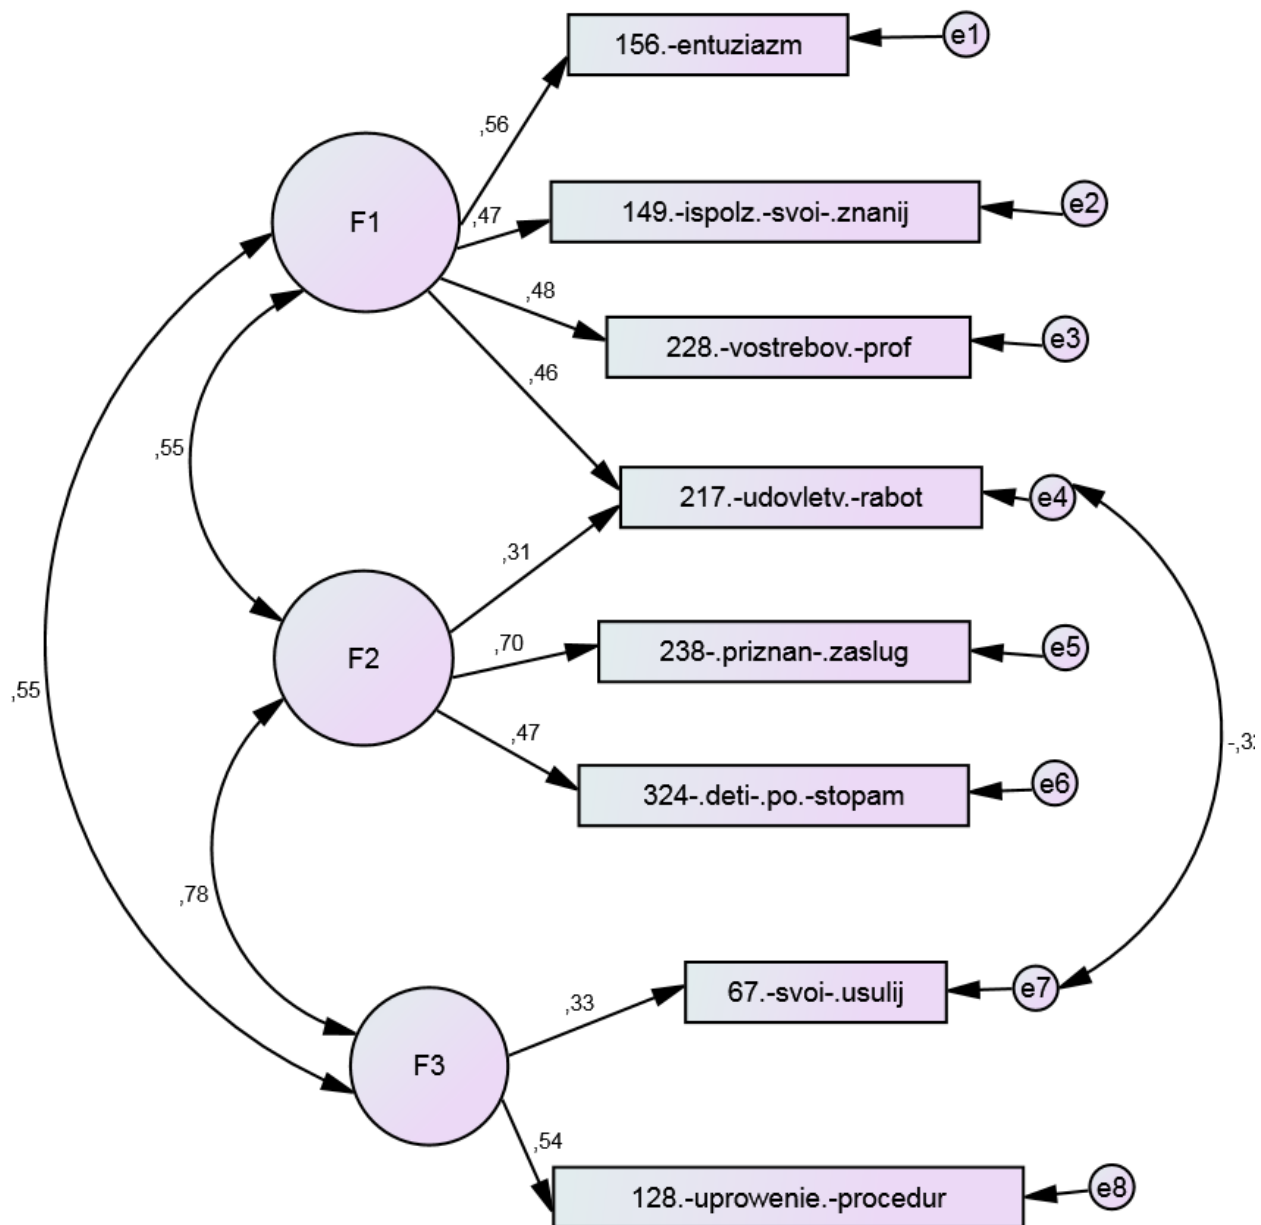 156.-entuziazm
e1
,56
F1
,47
149.-ispolz.-svoi-.znanij
e2
,48
228.-vostrebov.-prof
e3
,46
,55
217.-udovletv.-rabot
e4
,31
F2
,70
238-.priznan-.zaslug
e5
,55
,47
324-.deti-.po.-stopam
e6
,78
67.-svoi-.usulij
e7
,33
F3
,54
128.-uprowenie.-procedur
e8